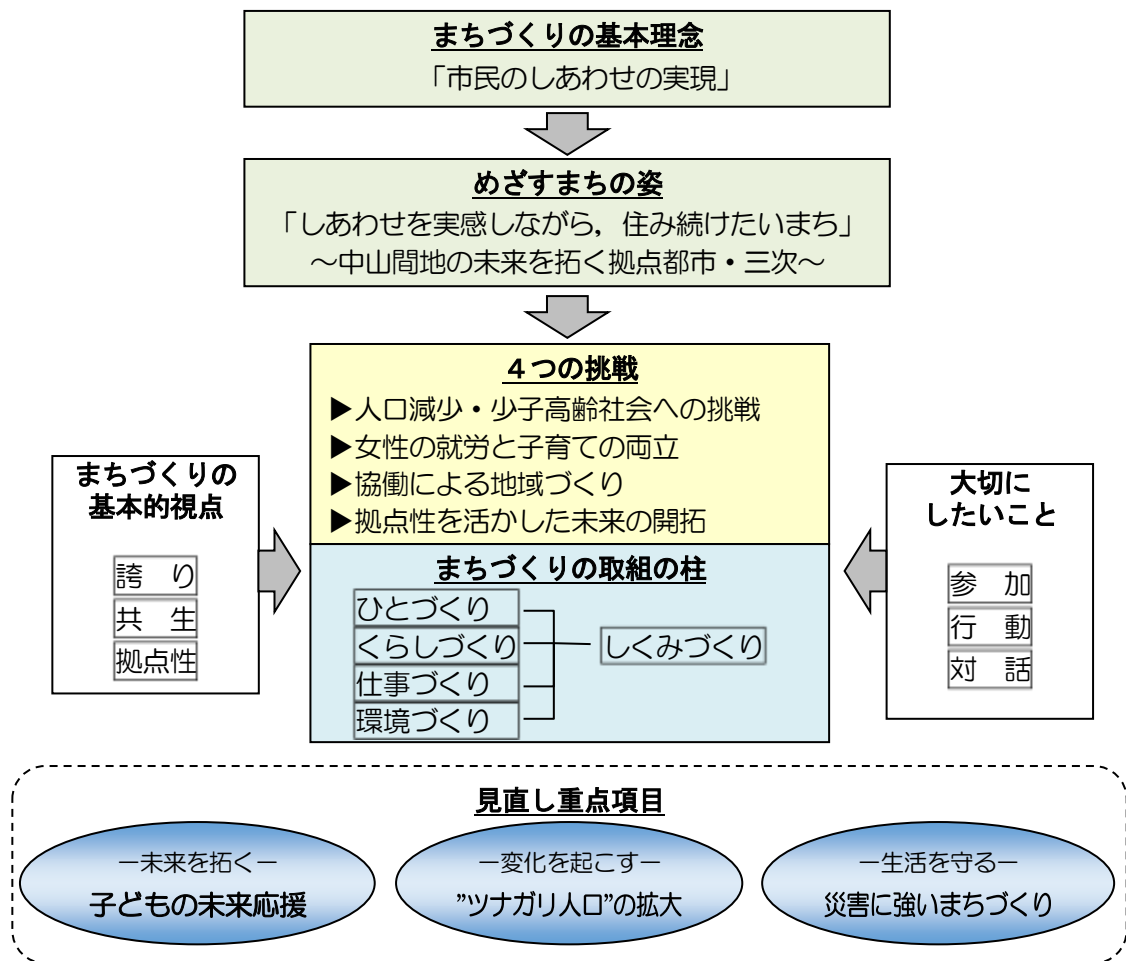 まちづくりの基本理念
「市民のしあわせの実現」
めざすまちの姿
「しあわせを実感しながら，住み続けたいまち」
～中山間地の未来を拓く拠点都市・三次～
４つの挑戦
▶人口減少・少子高齢社会への挑戦
▶女性の就労と子育ての両立
▶協働による地域づくり
▶拠点性を活かした未来の開拓
まちづくりの
基本的視点
誇　り
共　生
拠点性
まちづくりの取組の柱
ひとづくり
くらしづくり
仕事づくり
環境づくり
しくみづくり
大切に
したいこと
参　加
行　動
対　話
見直し重点項目
－未来を拓く－
子どもの未来応援
－変化を起こす－
”ツナガリ人口”の拡大
－生活を守る－
災害に強いまちづくり